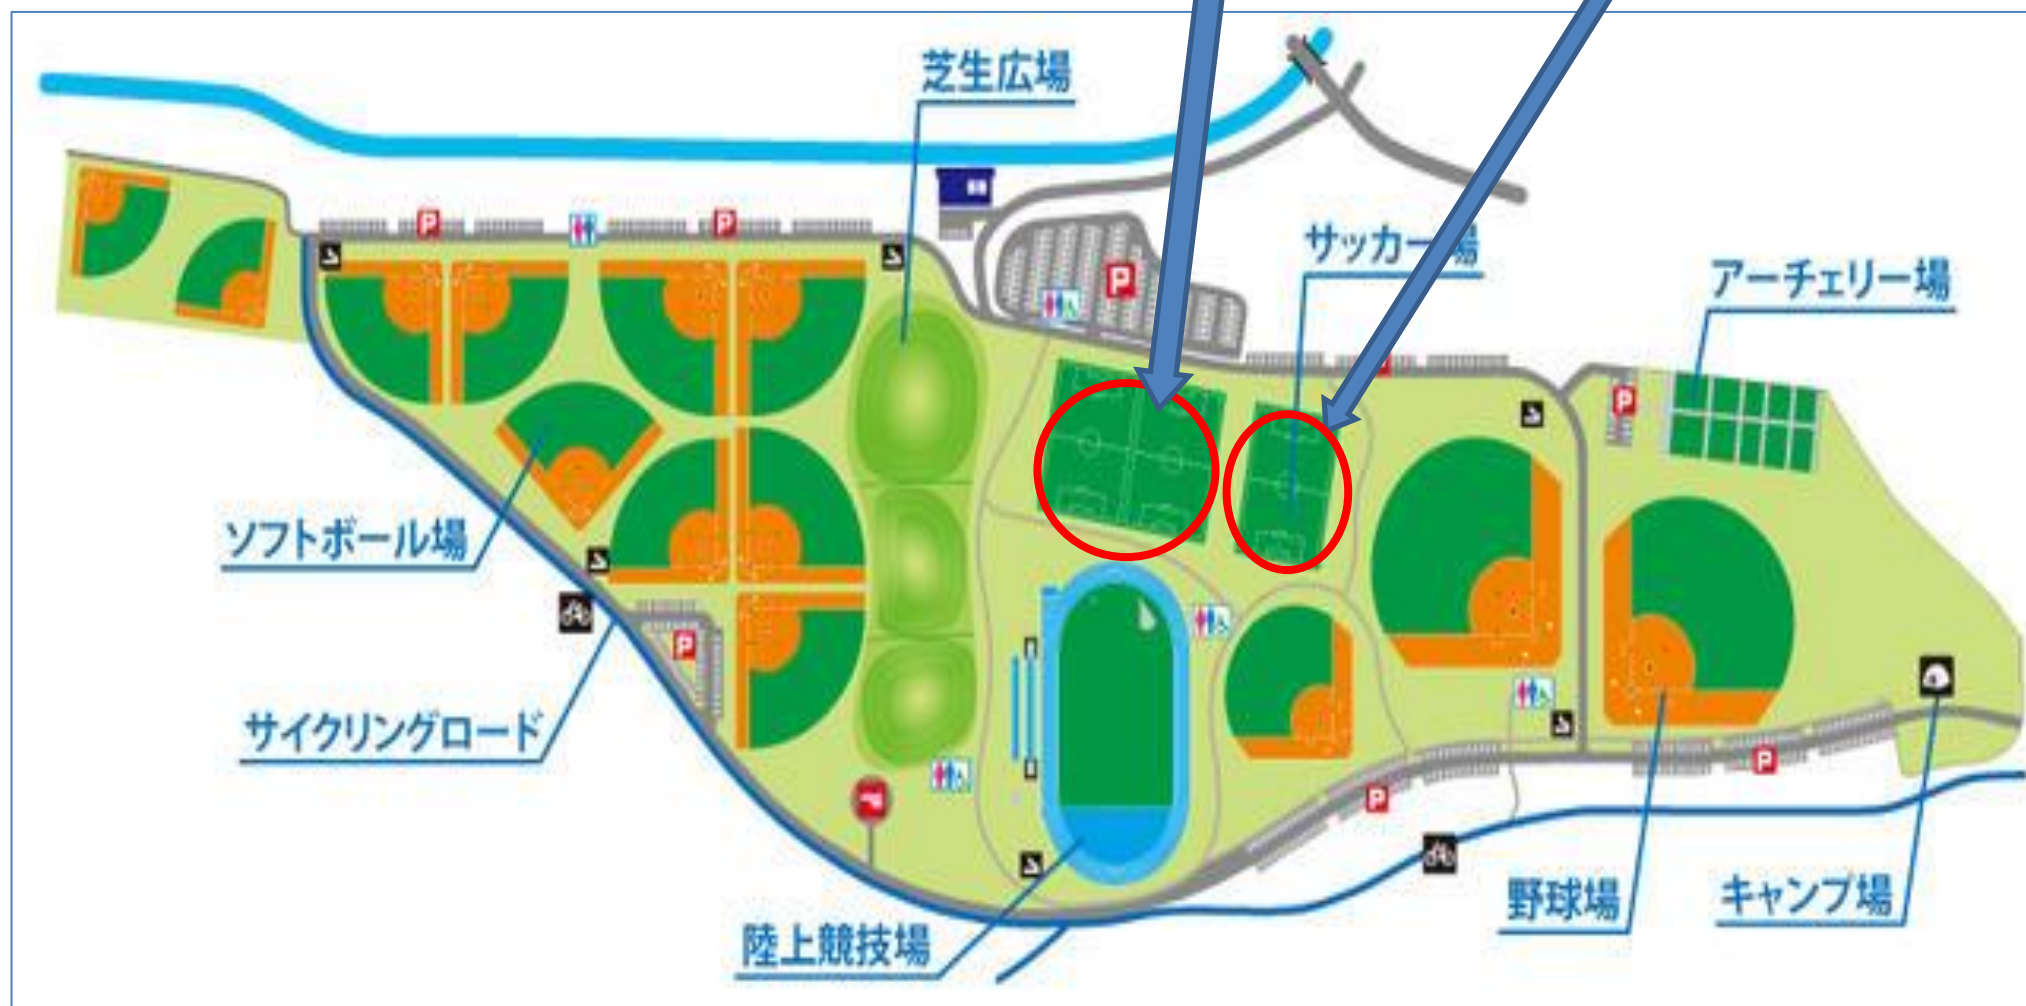 芝生広場
P
P
サッカー場
P
アーチェリー場
P
ソフトボール場
P
サイクリングロード
P
P
野球場
キャンプ場
陸上競技場